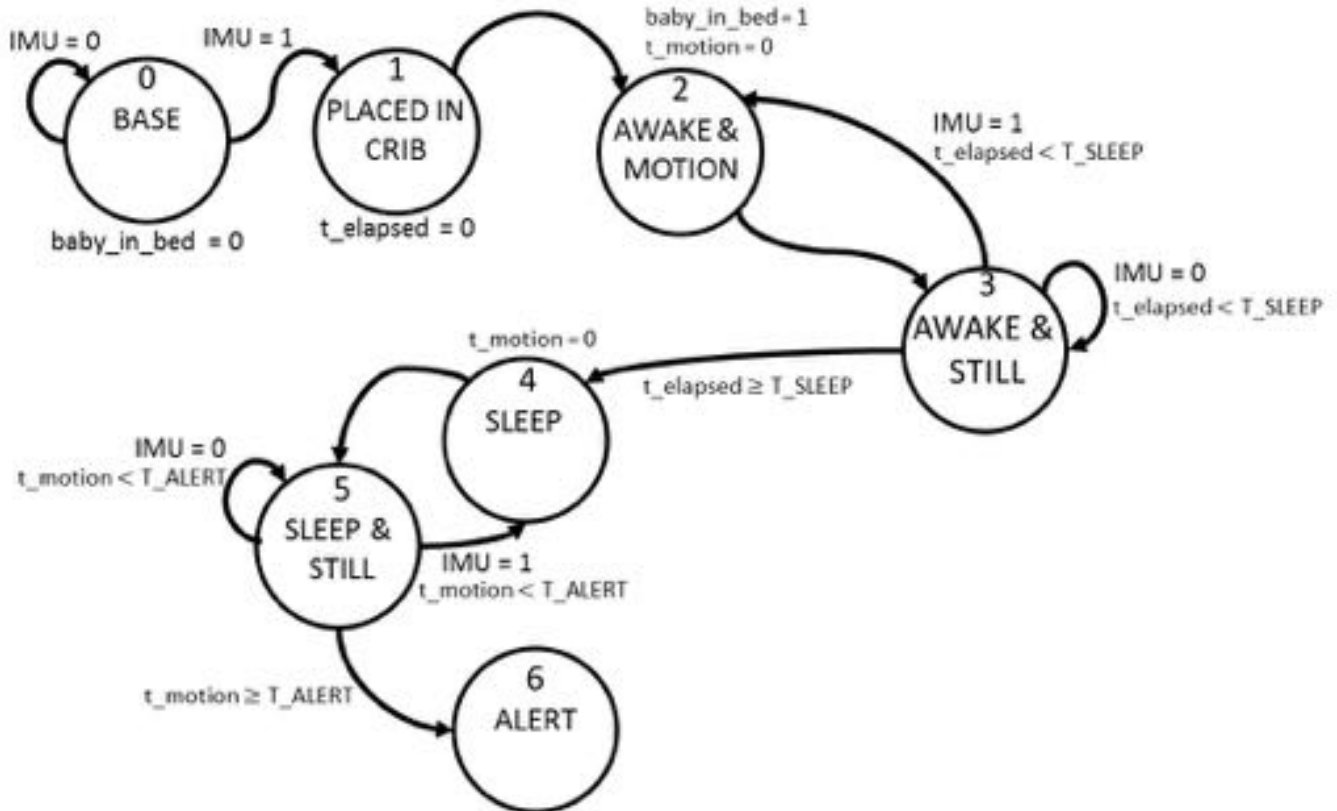 IMU = 0
0
BASE
baby_in_bed = 0
IMU = 1
1
PLACED IN
CRIB
t_elapsed = 0
baby_in_bed = 1
t_motion = 0
2
AWAKE &
MOTION
IMU = 1
t_elapsed < T_SLEEP
3
AWAKE &
STILL
IMU = 0
t_elapsed < T_SLEEP
t_elapsed ≥ T_SLEEP
t_motion = 0
4
SLEEP
IMU = 0
t_motion < T_ALERT
5
SLEEP &
STILL
IMU = 1
t_motion < T_ALERT
t_motion ≥ T_ALERT
6
ALERT